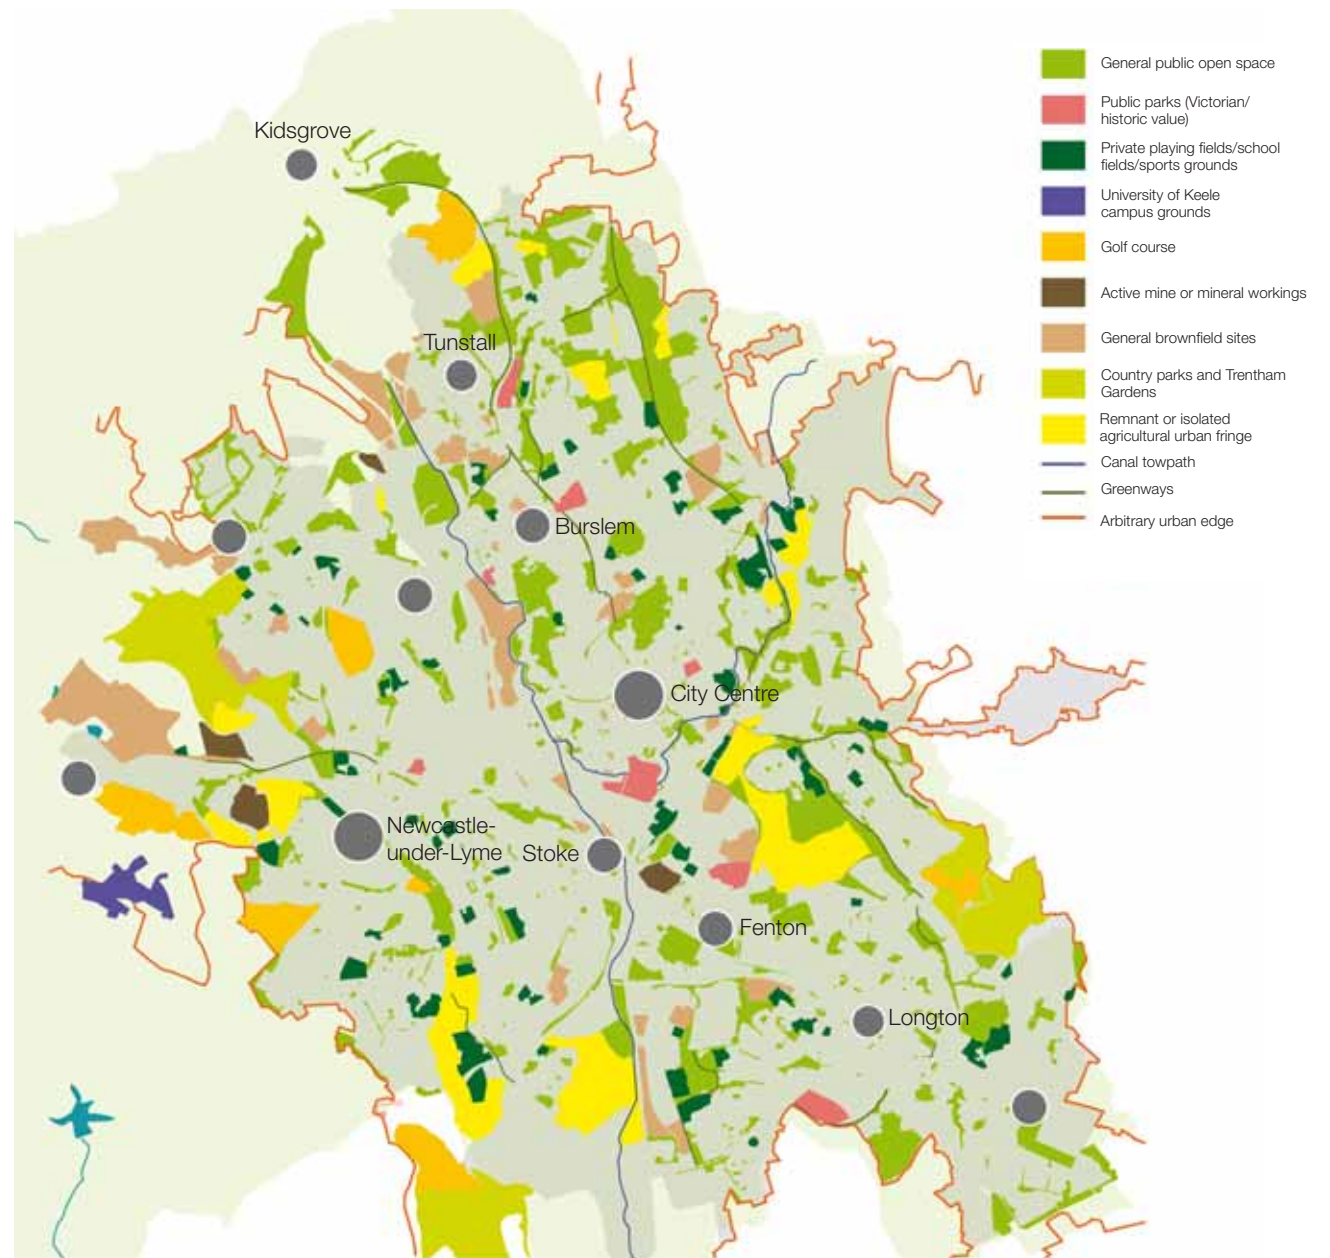 Kidsgrove
Tunstall
Burslem
City Centre
Newcastle-
under-Lyme
Stoke
Fenton
Longton
General public open space
Public parks (Victorian/
historic value)
Private playing fields/school
fields/sports grounds
University of Keele
campus grounds
Golf course
Active mine or mineral workings
General brownfield sites
Country parks and Trentham
Gardens
Remnant or isolated
agricultural urban fringe
Canal towpath
Greenways
Arbitrary urban edge